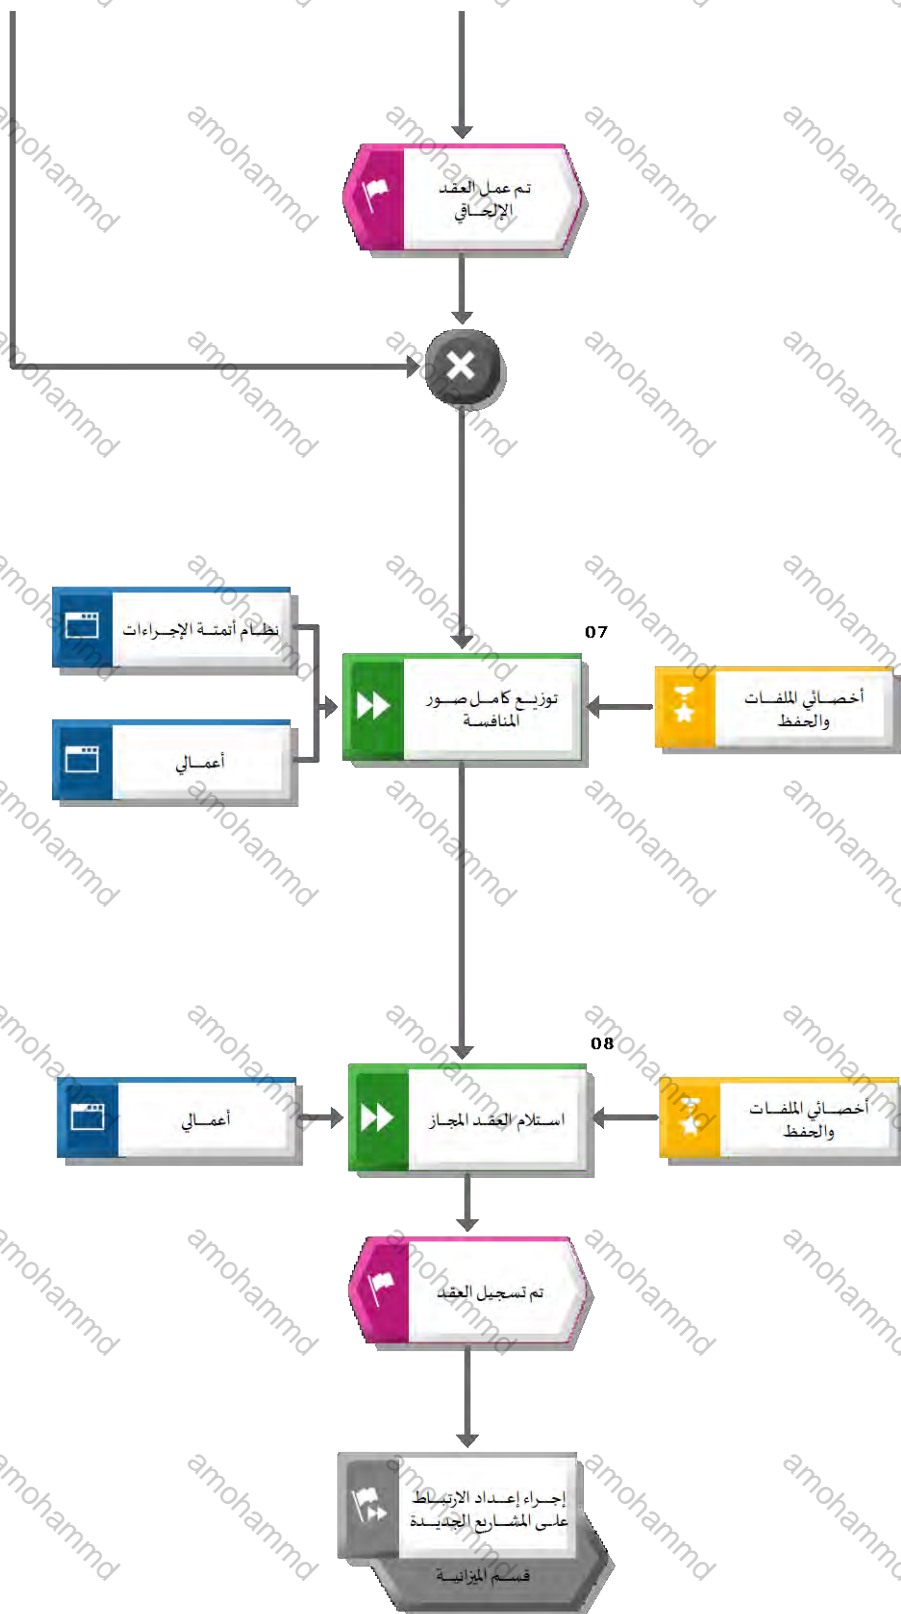 تم عمل العقد
الإلحاقي
07
أخصائي الملفات
والحفظ
توزيع كامل صور
المنافسة
نظام أتمتة الإجراءات
أعمالي
08
أخصائي الملفات
والحفظ
استلام العقد المجاز
أعمالي
تم تسجيل العقد
إجراء إعداد الارتباط
على المشاريع الجديدة
قسم الميزانية
amohammd